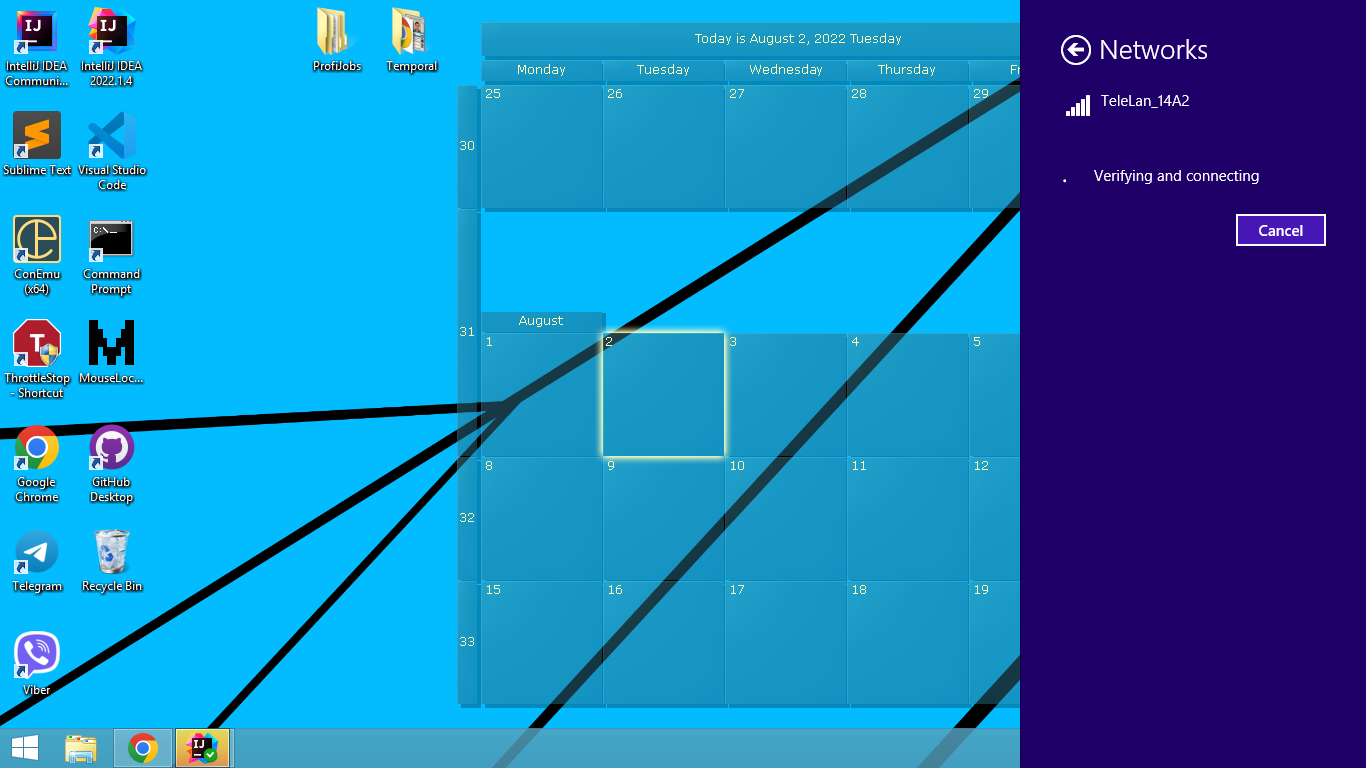 IntelliJ IDEA
Communi...
IntelliJ IDEA
2022.1.4
ProfiJobs
Temporal
Sublime Text
Visual Studio
Code
ConEmu
(x64)
Command
Prompt
ThrottleStop
- Shortcut
MouseLoc...
Google
Chrome
GitHub
Desktop
Telegram
Recycle Bin
Viber
IJ
IJ
C:\_
T
M
Today is August 2, 2022 Tuesday
Monday Tuesday Wednesday Thursday Fr
30
25 26 27 28 29
August
31
1 2 3 4 5
32
8 9 10 11 12
33
15 16 17 18 19
Networks
TeleLan_14A2
Verifying and connecting
Cancel
IJ